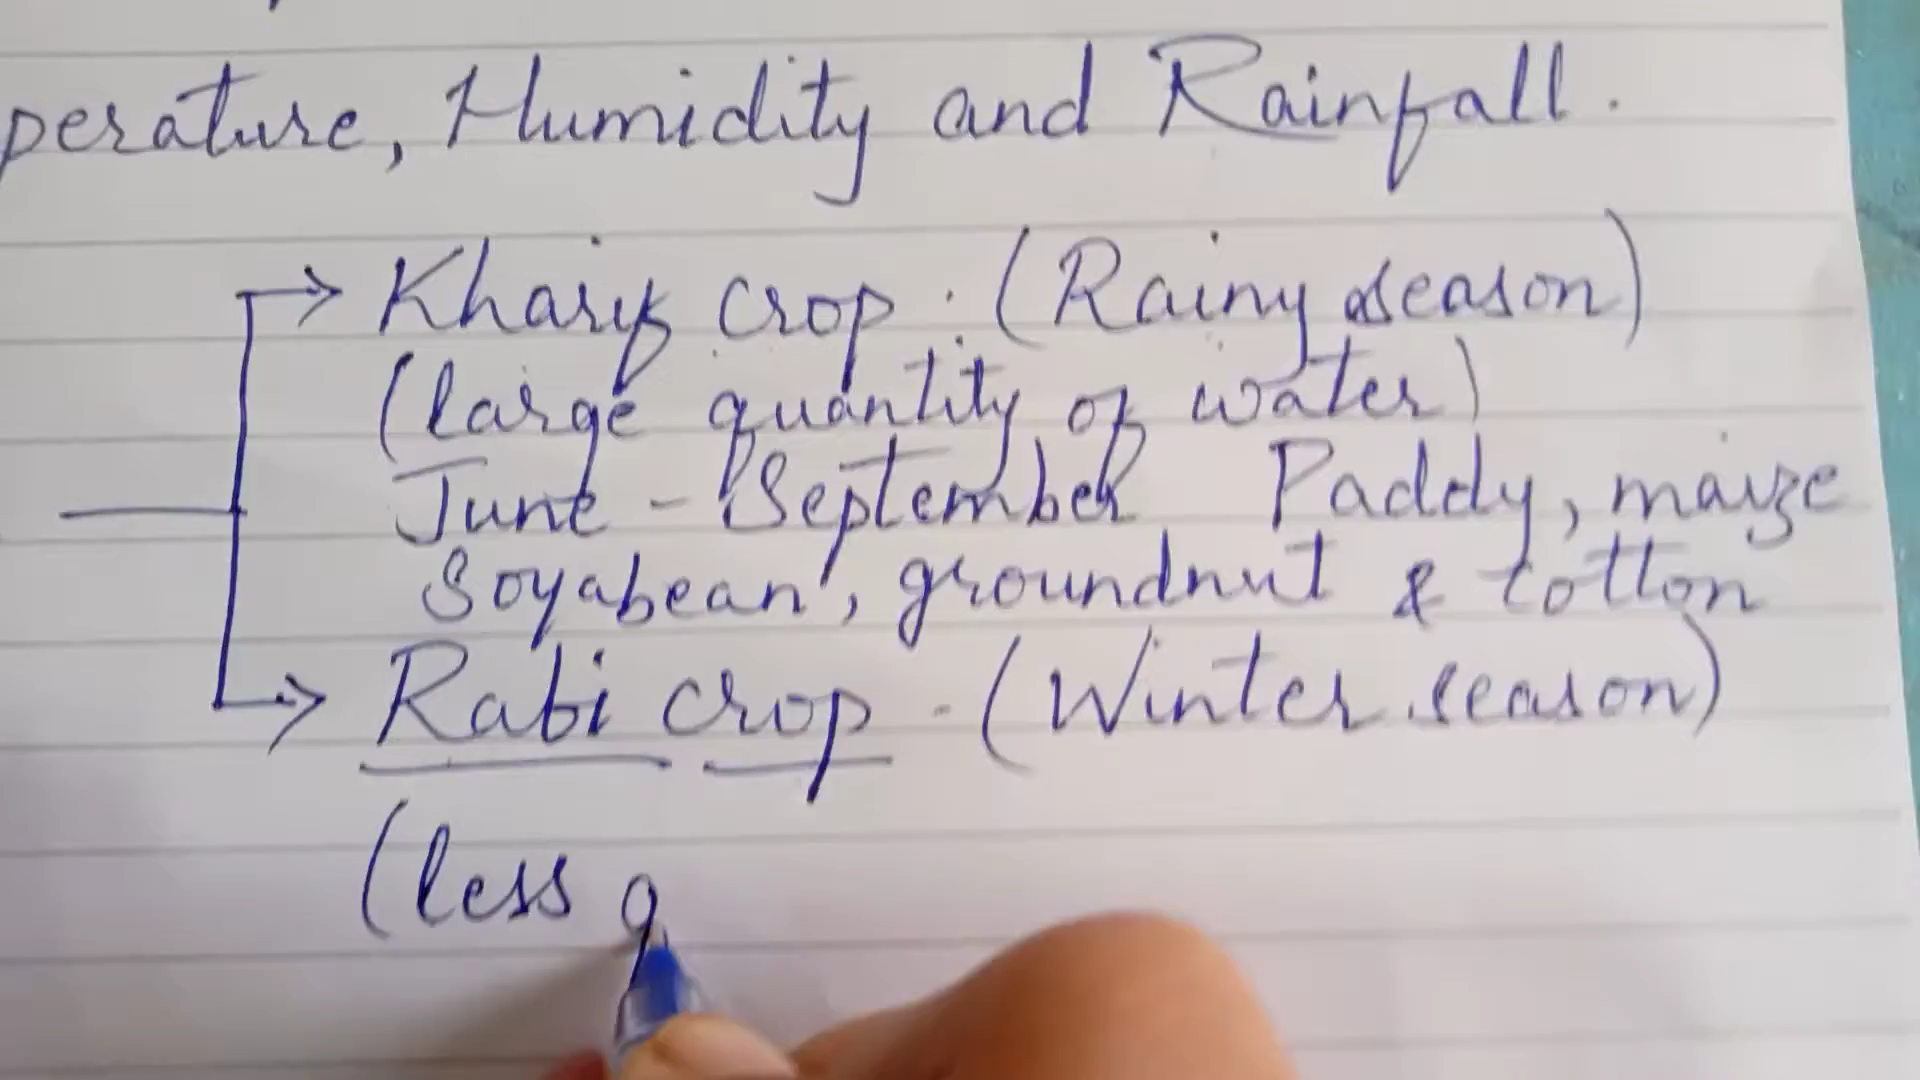 perature, Humidity and Rainfall.
Kharif crop. (Rainy season)
(large quantity of water)
June - September Paddy, maize
Soyabean, groundnut & cotton
Rabi crop - (Winter season)
(less q